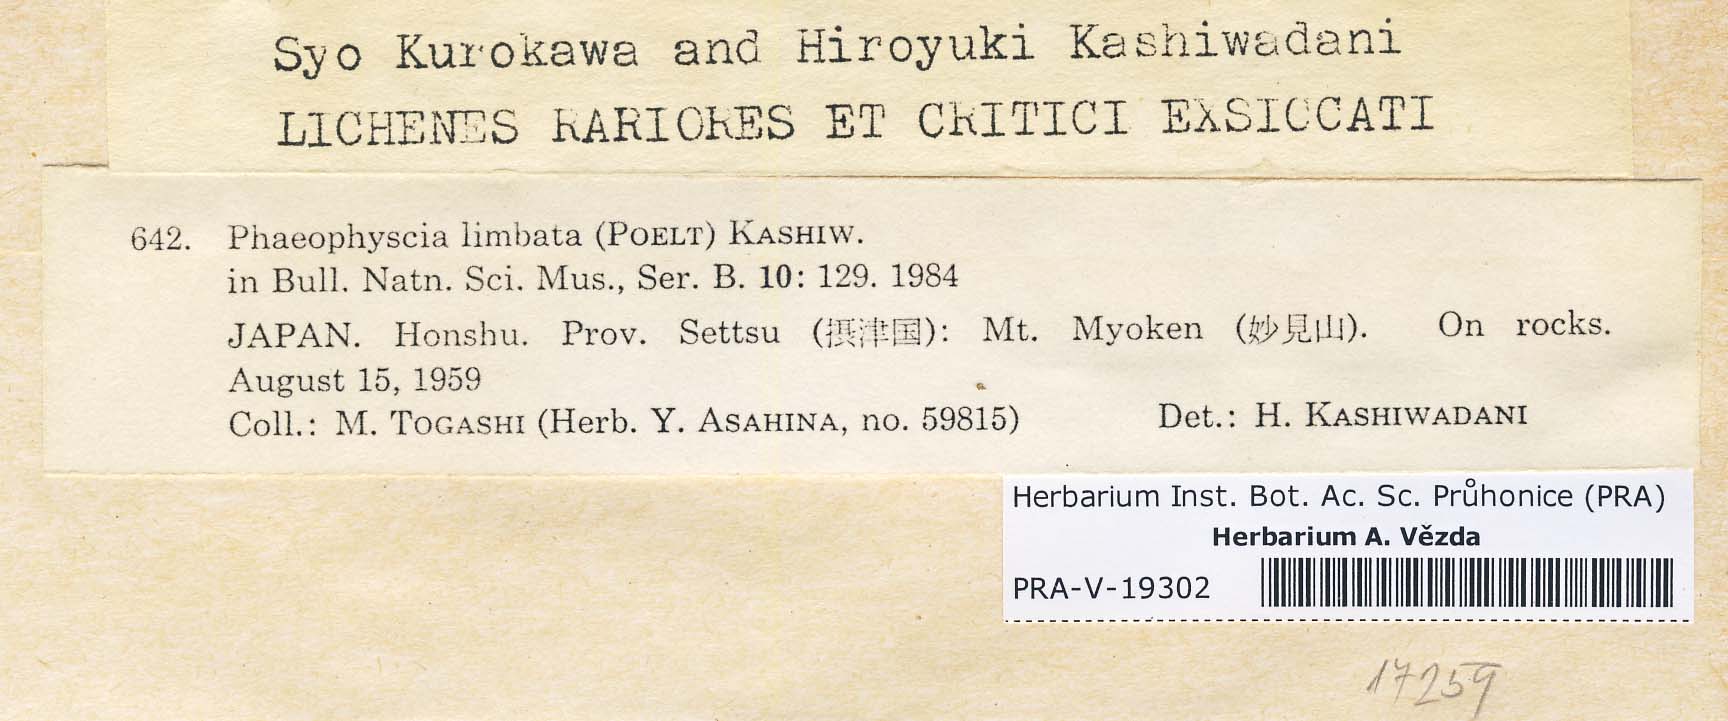 Syo Kurokawa and Hiroyuki Kashiwadani
LICHENES RARIORES ET CRITICI EXSICCATI
642. Phaeophyscia limbata (POELT) KASHIW.
in Bull. Natn. Sci. Mus., Ser. B. 10: 129. 1984
JAPAN. Honshu. Prov. Settsu (摂津国): Mt. Myoken (妙見山). On rocks.
August 15, 1959
Coll.: M. TOGASHI (Herb. Y. ASAHINA, no. 59815) Det.: H. KASHIWADANI
Herbarium Inst. Bot. Ac. Sc. Průhonice (PRA)
Herbarium A. Vězda
PRA-V-19302
17259